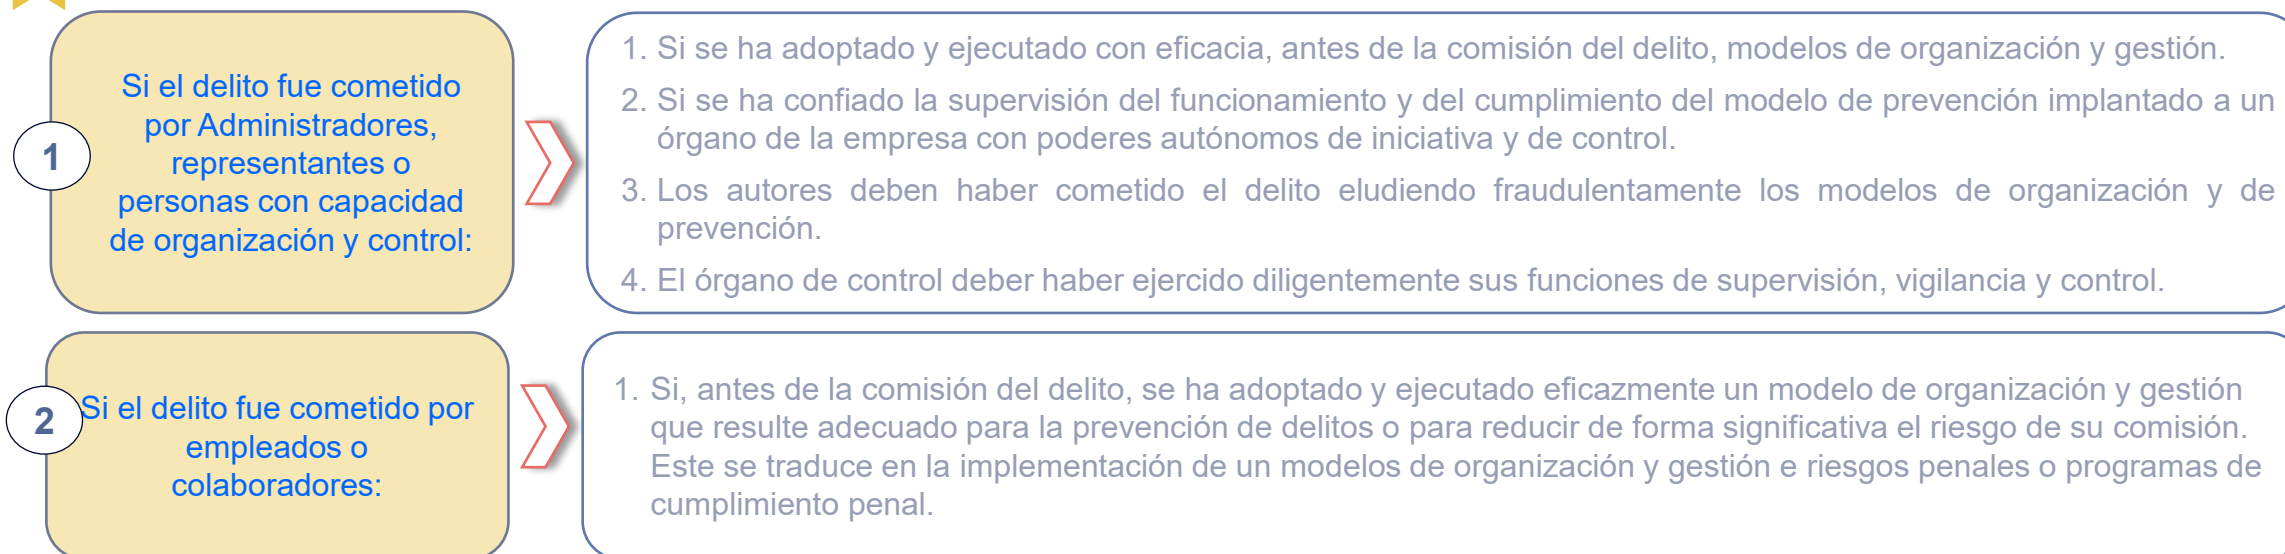 1
Si el delito fue cometido
por Administradores,
representantes o
personas con capacidad
de organización y control:
1. Si se ha adoptado y ejecutado con eficacia, antes de la comisión del delito, modelos de organización y gestión.
2. Si se ha confiado la supervisión del funcionamiento y del cumplimiento del modelo de prevención implantado a un
órgano de la empresa con poderes autónomos de iniciativa y de control.
3. Los autores deben haber cometido el delito eludiendo fraudulentamente los modelos de organización y de
prevención.
4. El órgano de control deber haber ejercido diligentemente sus funciones de supervisión, vigilancia y control.
2
Si el delito fue cometido por
empleados o
colaboradores:
1. Si, antes de la comisión del delito, se ha adoptado y ejecutado eficazmente un modelo de organización y gestión
que resulte adecuado para la prevención de delitos o para reducir de forma significativa el riesgo de su comisión.
Este se traduce en la implementación de un modelos de organización y gestión e riesgos penales o programas de
cumplimiento penal.